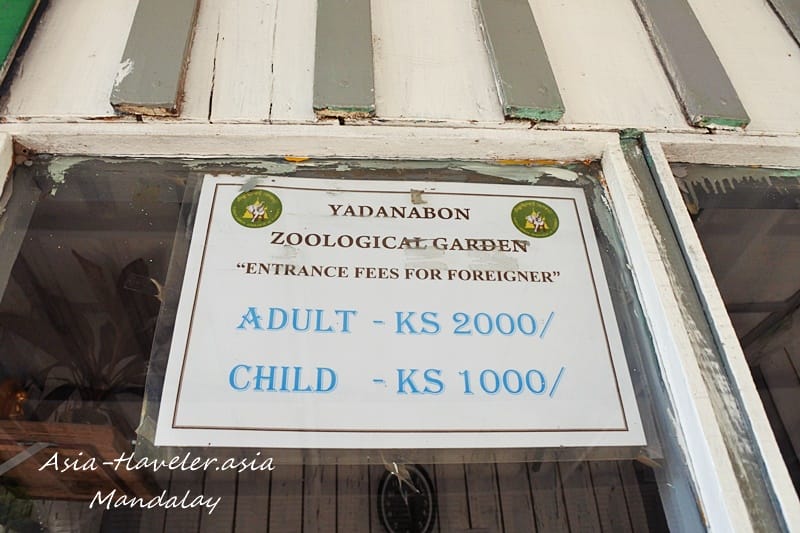 YADANABON
ZOOLOGICAL GARDEN
"ENTRANCE FEES FOR FOREIGNER"
ADULT - KS 2000/
CHILD - KS 1000/
Asia-Haveler.asia
Mandalay